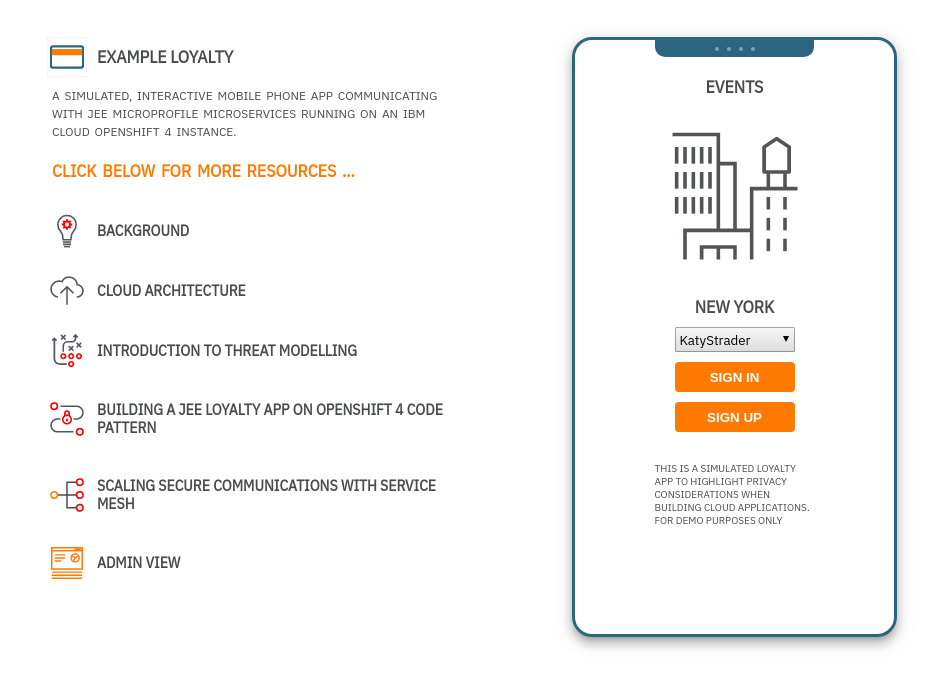 EXAMPLE LOYALTY
A SIMULATED, INTERACTIVE MOBILE PHONE APP COMMUNICATING
WITH JEE MICROPROFILE MICROSERVICES RUNNING ON AN IBM
CLOUD OPENSHIFT 4 INSTANCE.
CLICK BELOW FOR MORE RESOURCES ...
BACKGROUND
CLOUD ARCHITECTURE
INTRODUCTION TO THREAT MODELLING
BUILDING A JEE LOYALTY APP ON OPENSHIFT 4 CODE
PATTERN
SCALING SECURE COMMUNICATIONS WITH SERVICE
MESH
ADMIN VIEW
EVENTS
NEW YORK
KatyStrader
SIGN IN
SIGN UP
THIS IS A SIMULATED LOYALTY
APP TO HIGHLIGHT PRIVACY
CONSIDERATIONS WHEN
BUILDING CLOUD APPLICATIONS.
FOR DEMO PURPOSES ONLY